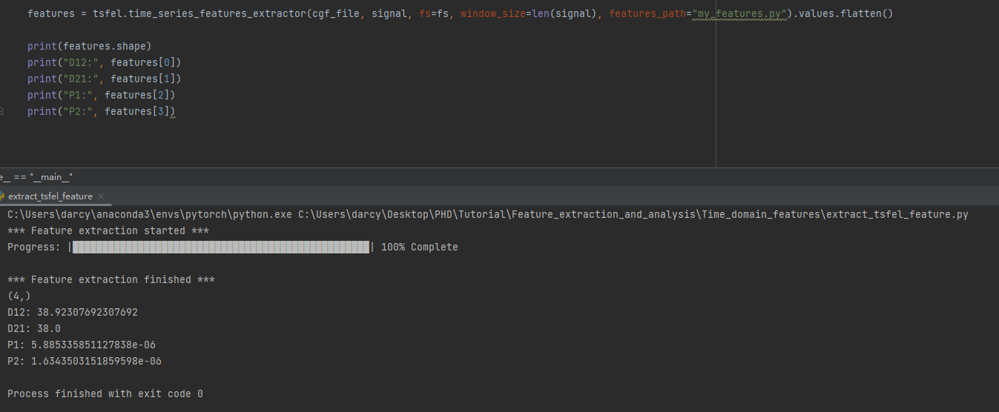 features = tsfel.time_series_features_extractor(cgf_file, signal, fs=fs, window_size=len(signal), features_path="my_features.py").values.flatten()
print(features.shape)
print("D12:", features[0])
print("D21:", features[1])
print("P1:", features[2])
print("P2:", features[3])
e__ == "__main__"
extract_tsfel_feature
C:\Users\darcy\anaconda3\envs\pytorch\python.exe C:\Users\darcy\Desktop\PHD\Tutorial\Feature_extraction_and_analysis\Time_domain_features\extract_tsfel_feature.py
*** Feature extraction started ***
Progress: || 100% Complete
*** Feature extraction finished ***
(4,)
D12: 38.92307692307692
D21: 38.0
P1: 5.885335851127838e-06
P2: 1.6343503151859598e-06
Process finished with exit code 0